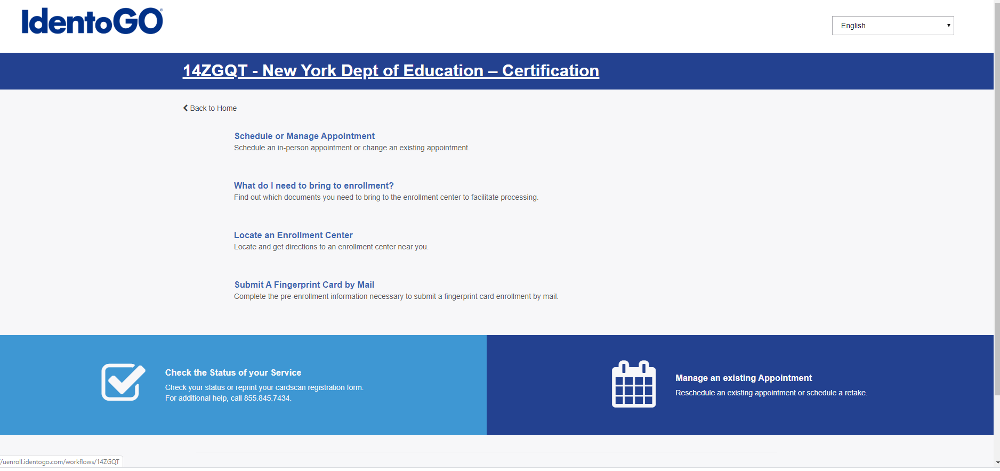 IdentoGO®
English
14ZGQT - New York Dept of Education – Certification
Back to Home
Schedule or Manage Appointment
Schedule an in-person appointment or change an existing appointment.
What do I need to bring to enrollment?
Find out which documents you need to bring to the enrollment center to facilitate processing.
Locate an Enrollment Center
Locate and get directions to an enrollment center near you.
Submit A Fingerprint Card by Mail
Complete the pre-enrollment information necessary to submit a fingerprint card enrollment by mail.
Check the Status of your Service
Check your status or reprint your cardscan registration form.
For additional help, call 855.845.7434.
Manage an existing Appointment
Reschedule an existing appointment or schedule a retake.
/uenroll.identogo.com/workflows/14ZGQT